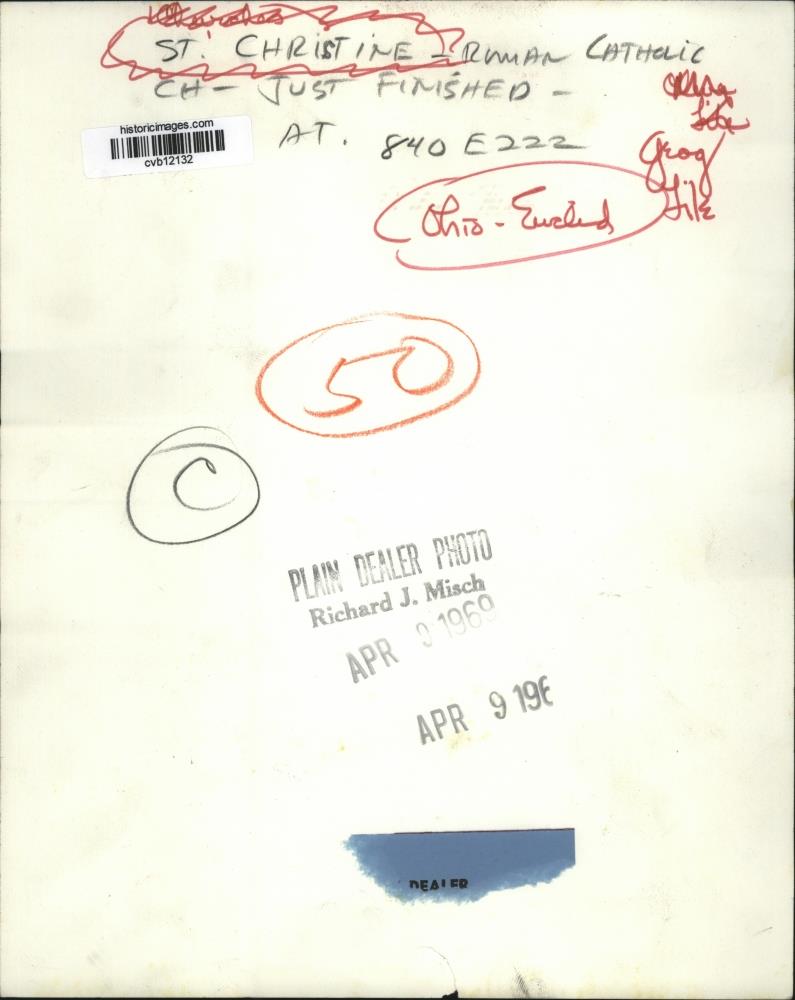 ST. CHRISTINE - ROMAN CATHOLIC
CH - JUST FINISHED -
AT. 840 E 222
historicimages.com
cvb12132
Geog
File
Ohio - Euclid
50
C
PLAIN DEALER PHOTO
Richard J. Misch
APR 9 1969
APR 9 196
DEALER